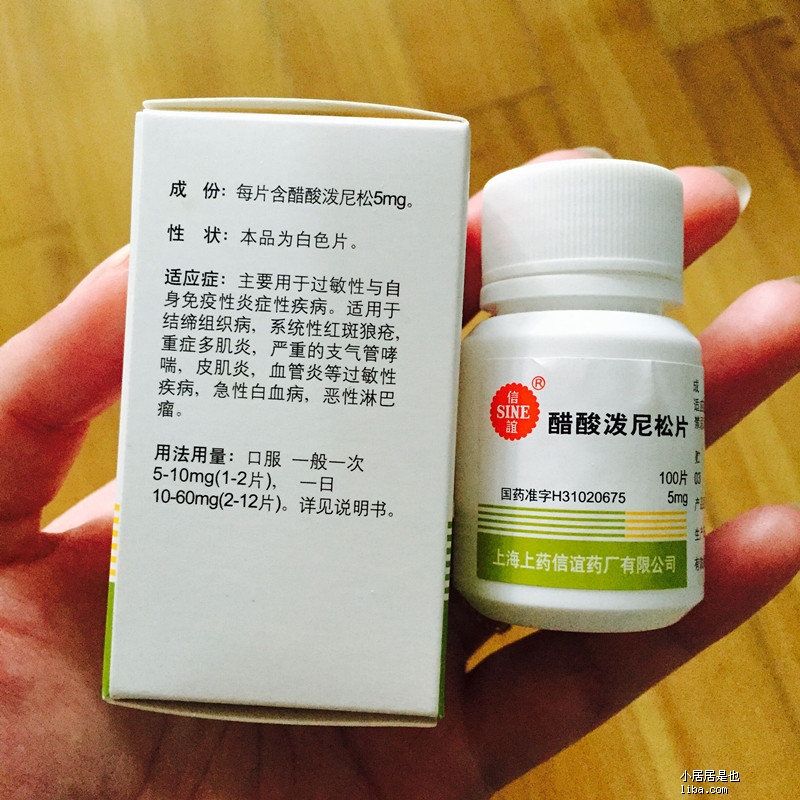 成 份：每片含醋酸泼尼松5mg。
性 状：本品为白色片。
适应症：主要用于过敏性与自
身免疫性炎症性疾病。适用于
结缔组织病，系统性红斑狼疮，
重症多肌炎，严重的支气管哮
喘，皮肌炎，血管炎等过敏性
疾病，急性白血病，恶性淋巴
瘤。
用法用量：口服 一般一次
5-10mg(1-2片)， 一日
10-60mg(2-12片)。详见说明书。
信
SINE
誼
®
醋酸泼尼松片
100片
国药准字H31020675
5mg
上海上药信谊药厂有限公司
成
适应
小居居是也
liba.com